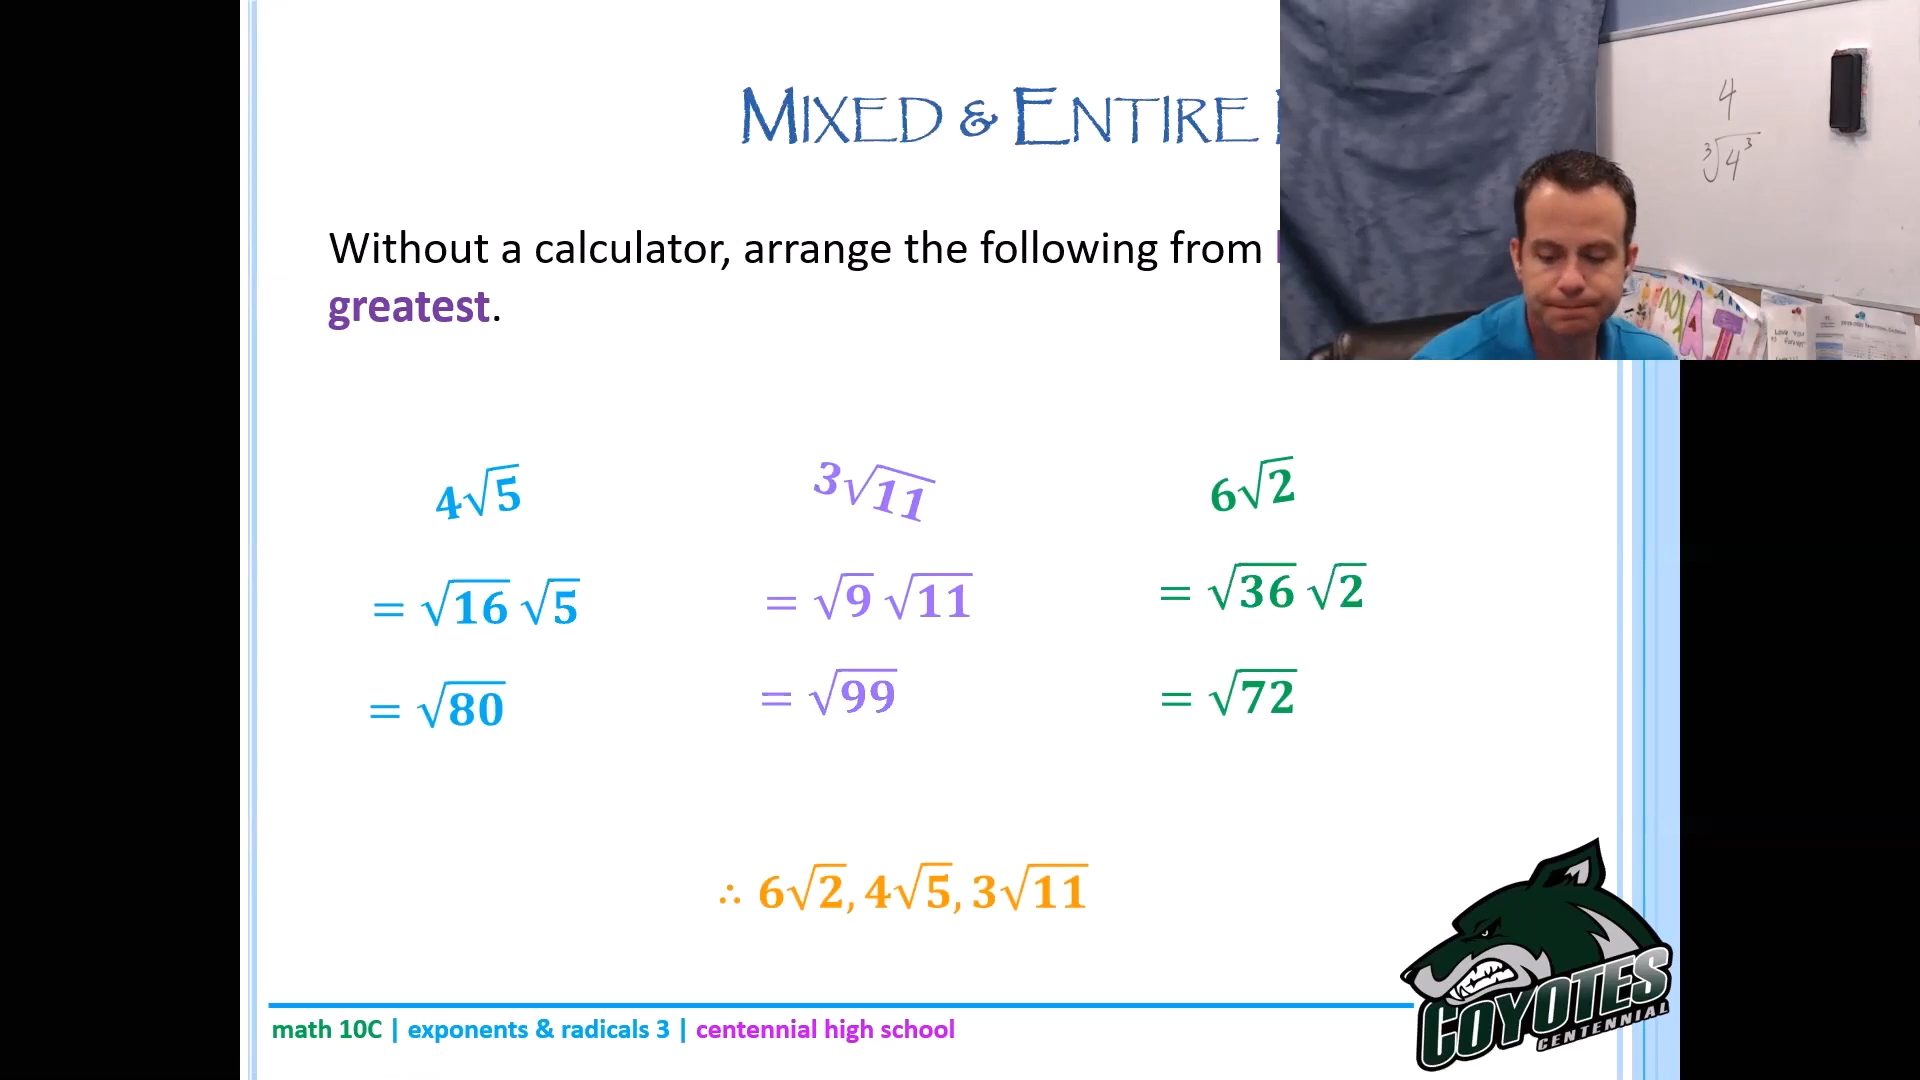 MIXED & ENTIRE
Without a calculator, arrange the following from
greatest.
4
∛4³
4√5
3√11
6√2
= √16 √5
= √9 √11
= √36 √2
= √80
= √99
= √72
∴ 6√2, 4√5, 3√11
COYOTES
CENTENNIAL
math 10C | exponents & radicals 3 | centennial high school